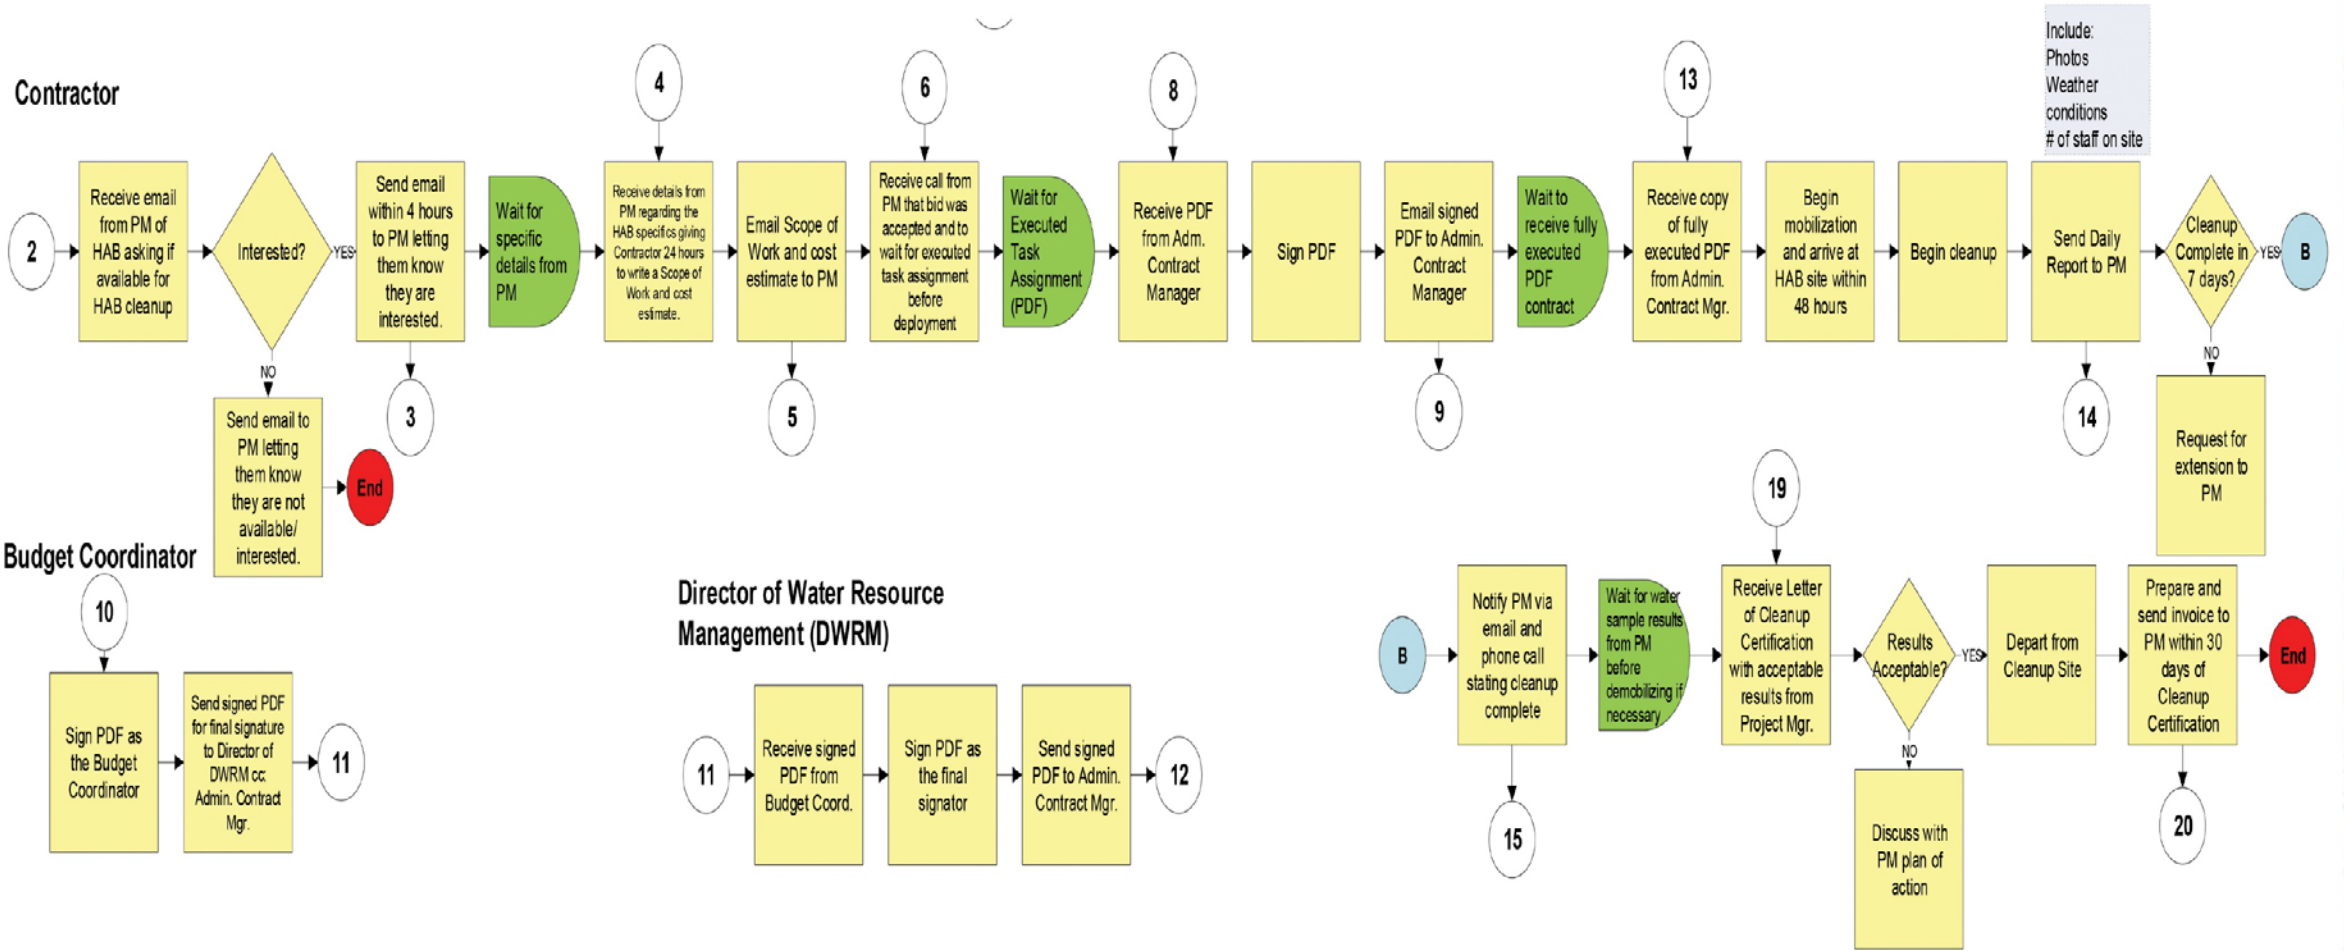 Contractor
2
Receive email
from PM of
HAB asking if
available for
HAB cleanup
Interested?
YES
NO
Send email to
PM letting
them know
they are not
available/
interested.
End
Send email
within 4 hours
to PM letting
them know
they are
interested.
3
Wait for
specific
details from
PM
4
Receive details from
PM regarding the
HAB specifics giving
Contractor 24 hours
to write a Scope of
Work and cost
estimate.
Email Scope of
Work and cost
estimate to PM
5
6
Receive call from
PM that bid was
accepted and to
wait for executed
task assignment
before
deployment
Wait for
Executed
Task
Assignment
(PDF)
8
Receive PDF
from Adm.
Contract
Manager
Sign PDF
Email signed
PDF to Admin.
Contract
Manager
9
Wait to
receive fully
executed
PDF
contract
13
Receive copy
of fully
executed PDF
from Admin.
Contract Mgr.
Begin
mobilization
and arrive at
HAB site within
48 hours
Begin cleanup
Include:
Photos
Weather
conditions
# of staff on site
Send Daily
Report to PM
14
Cleanup
Complete in
7 days?
YES
B
NO
Request for
extension to
PM
Budget Coordinator
10
Sign PDF as
the Budget
Coordinator
Send signed PDF
for final signature
to Director of
DWRM cc:
Admin. Contract
Mgr.
11
Director of Water Resource
Management (DWRM)
11
Receive signed
PDF from
Budget Coord.
Sign PDF as
the final
signator
Send signed
PDF to Admin.
Contract Mgr.
12
B
Notify PM via
email and
phone call
stating cleanup
complete
15
Wait for water
sample results
from PM
before
demobilizing if
necessary
19
Receive Letter
of Cleanup
Certification
with acceptable
results from
Project Mgr.
Results
Acceptable?
YES
NO
Discuss with
PM plan of
action
Depart from
Cleanup Site
Prepare and
send invoice to
PM within 30
days of
Cleanup
Certification
20
End